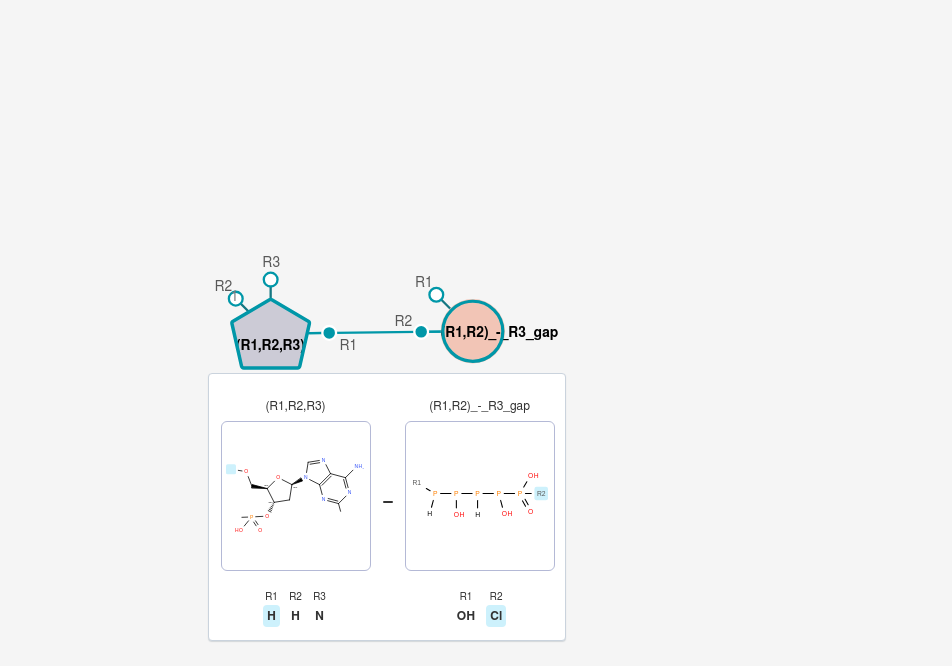 R3
R2
R1
R2
R1
(R1,R2,R3)
R1,R2)_-_R3_gap
(R1,R2,R3)
(R1,R2)_-_R3_gap
O
O
N
N
N
N
NH
O
P
HO
O
R1
P
P
P
P
P
OH
R2
H
OH
H
OH
O
R1 R2 R3
H H N
R1 R2
OH Cl